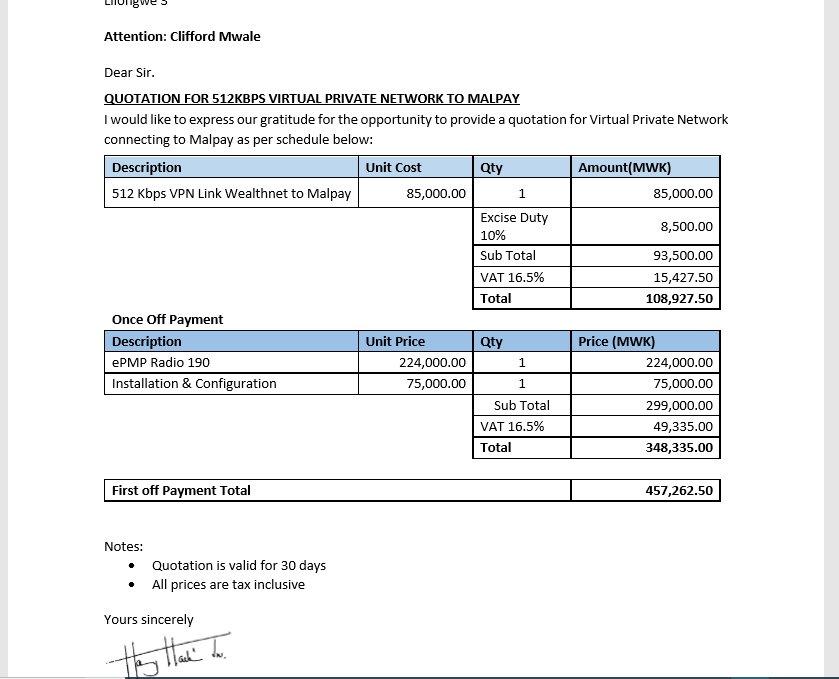 Lilongwe 3
Attention: Clifford Mwale
Dear Sir.
QUOTATION FOR 512KBPS VIRTUAL PRIVATE NETWORK TO MALPAY
I would like to express our gratitude for the opportunity to provide a quotation for Virtual Private Network
connecting to Malpay as per schedule below:
Description Unit Cost Qty Amount(MWK)
512 Kbps VPN Link Wealthnet to Malpay 85,000.00 1 85,000.00
Excise Duty
10% 8,500.00
Sub Total 93,500.00
VAT 16.5% 15,427.50
Total 108,927.50
Once Off Payment
Description Unit Price Qty Price (MWK)
ePMP Radio 190 224,000.00 1 224,000.00
Installation & Configuration 75,000.00 1 75,000.00
Sub Total 299,000.00
VAT 16.5% 49,335.00
Total 348,335.00
First off Payment Total 457,262.50
Notes:
• Quotation is valid for 30 days
• All prices are tax inclusive
Yours sincerely